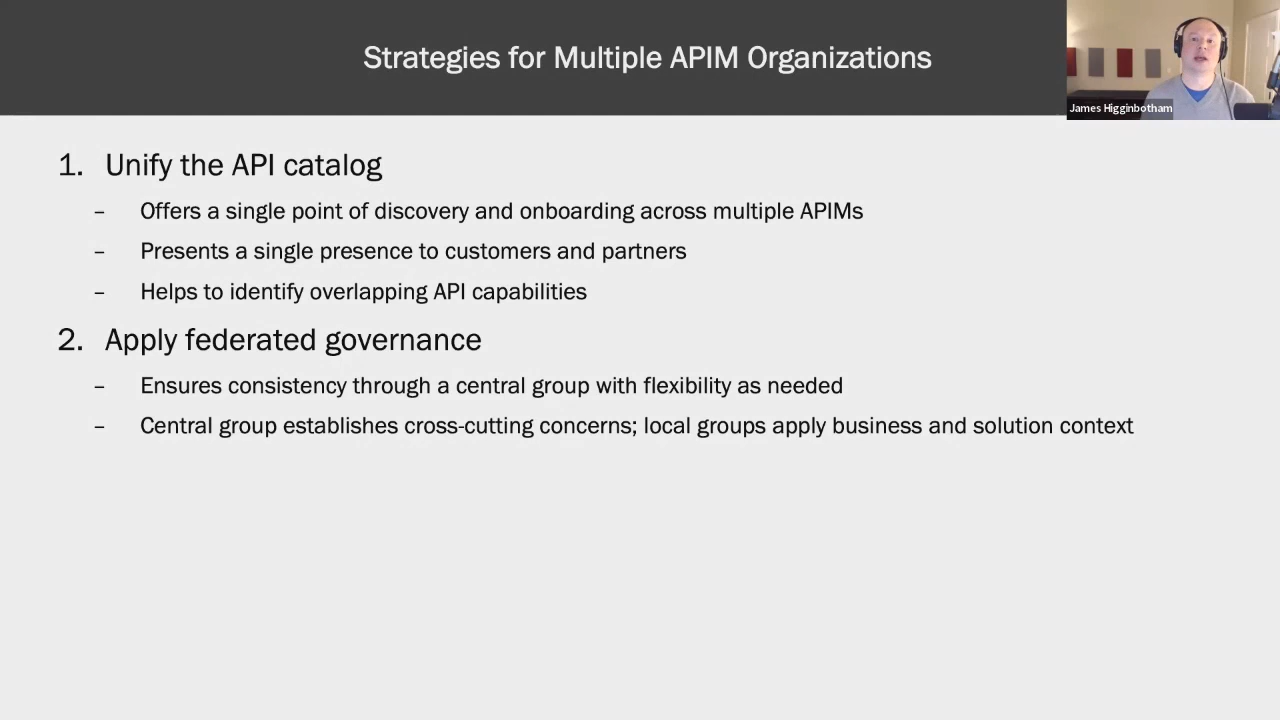 Strategies for Multiple APIM Organizations
James Higginbotham
1. Unify the API catalog
– Offers a single point of discovery and onboarding across multiple APIMs
– Presents a single presence to customers and partners
– Helps to identify overlapping API capabilities
2. Apply federated governance
– Ensures consistency through a central group with flexibility as needed
– Central group establishes cross-cutting concerns; local groups apply business and solution context